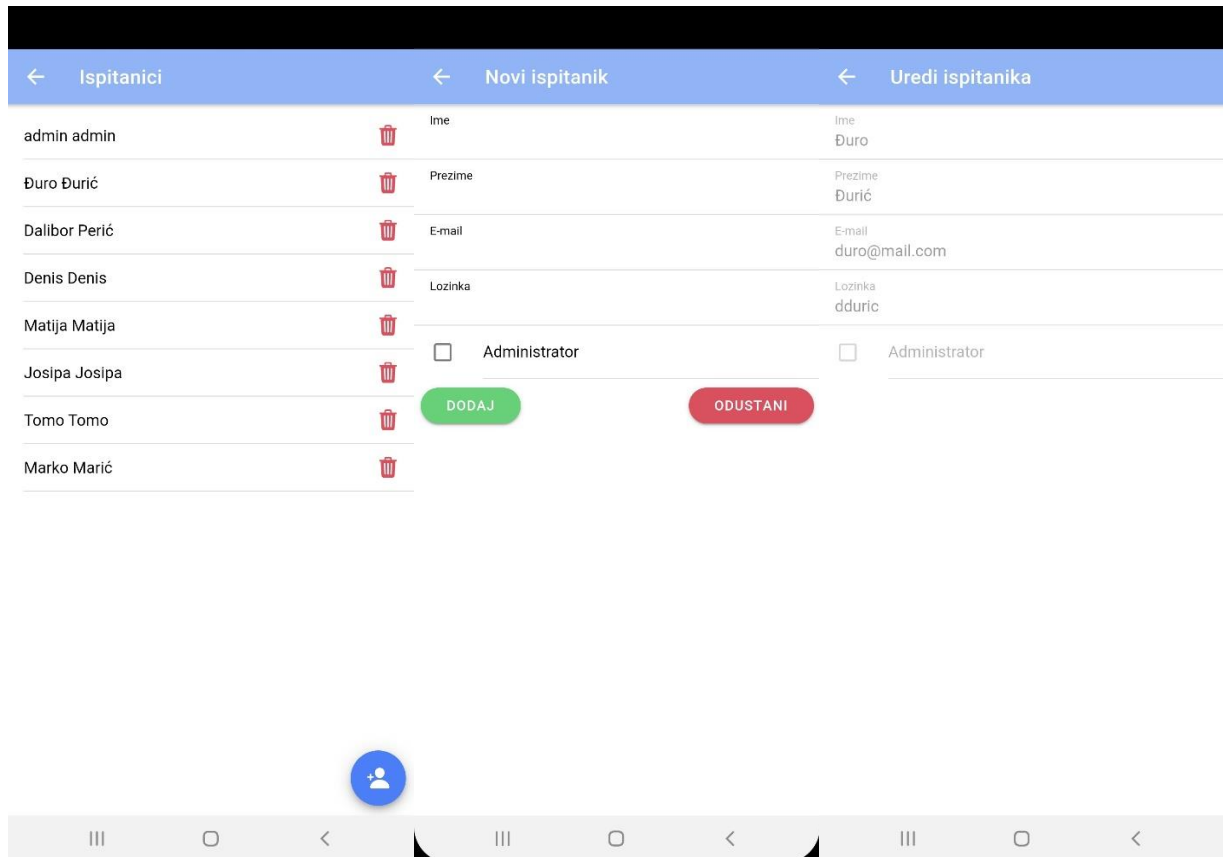 Ispitanici
admin admin
Đuro Đurić
Dalibor Perić
Denis Denis
Matija Matija
Josipa Josipa
Tomo Tomo
Marko Marić
Novi ispitanik
Ime
Prezime
E-mail
Lozinka
Administrator
DODAJ
ODUSTANI
Uredi ispitanika
Ime
Đuro
Prezime
Đurić
E-mail
duro@mail.com
Lozinka
dduric
Administrator